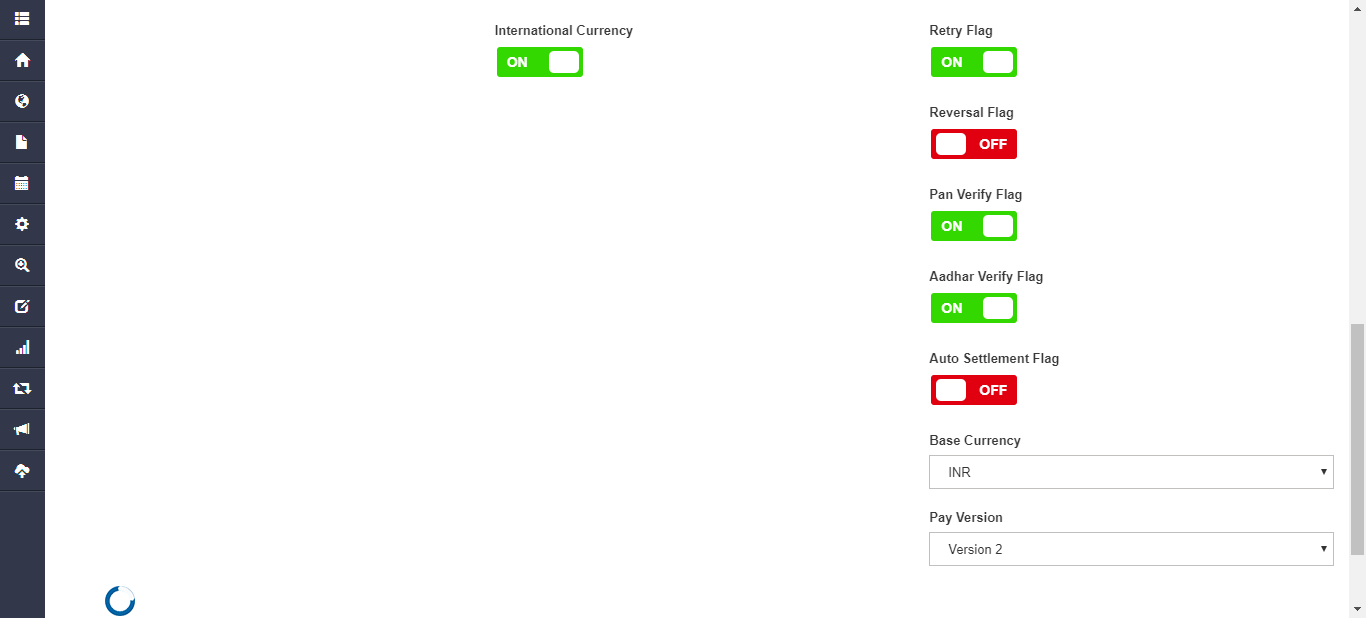 International Currency
ON
Retry Flag
ON
Reversal Flag
OFF
Pan Verify Flag
ON
Aadhar Verify Flag
ON
Auto Settlement Flag
OFF
Base Currency
INR
Pay Version
Version 2